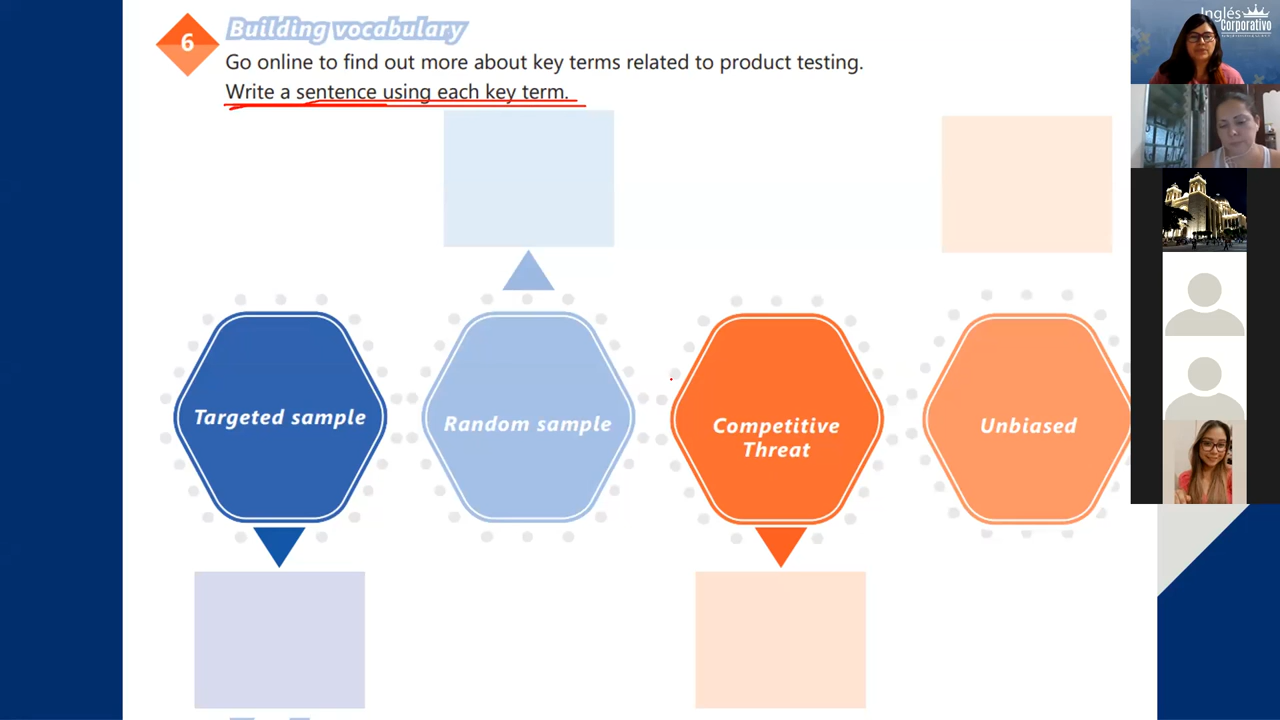 Building vocabulary
6
Go online to find out more about key terms related to product testing.
Write a sentence using each key term.
Targeted sample
Random sample
Competitive
Threat
Unbiased
Inglés
Corporativo